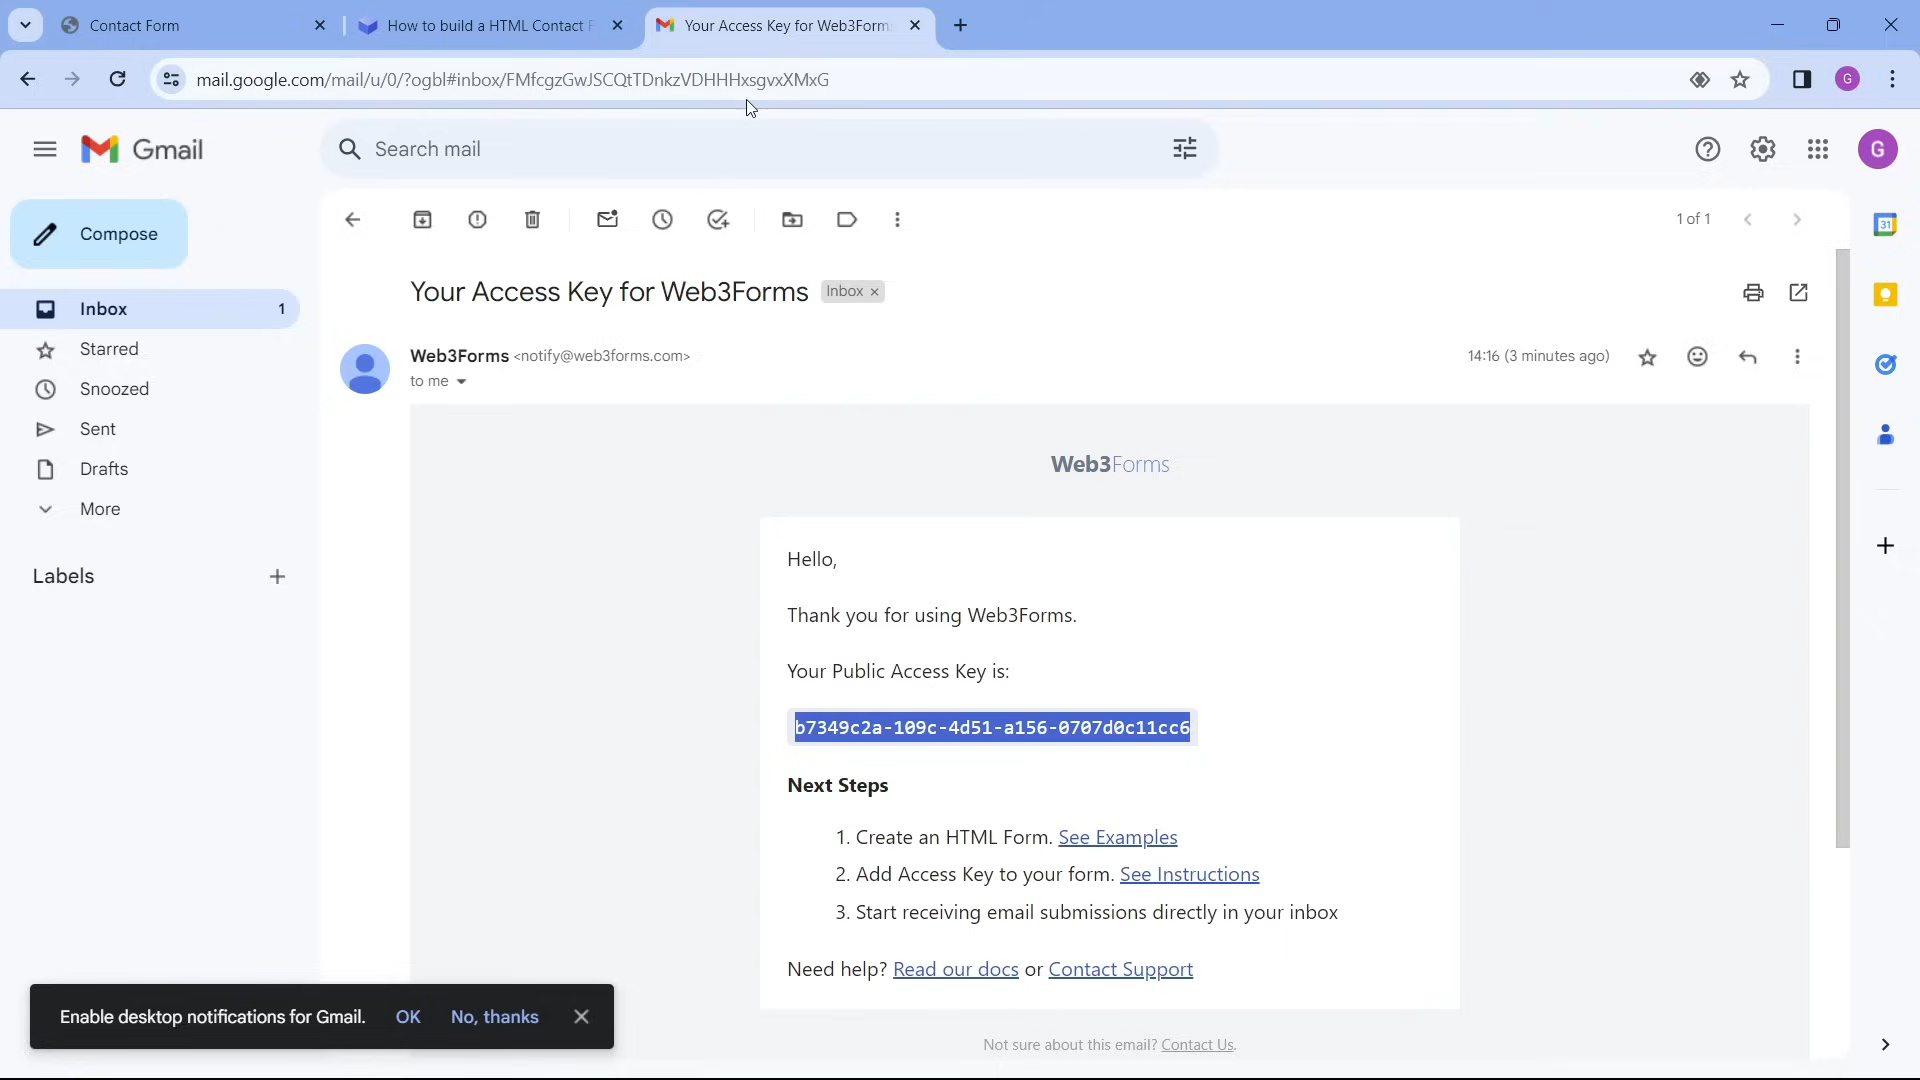 Contact Form
How to build a HTML Contact F
Your Access Key for Web3Form
mail.google.com/mail/u/0/?ogbl#inbox/FMfcgzGwJSCQtTDnkzVDHHHxsgvxXMxG
G
Gmail
Search mail
G
Compose
1 of 1
31
Your Access Key for Web3Forms
Inbox ×
Inbox 1
Starred
Snoozed
Sent
Drafts
More
Labels
Web3Forms <notify@web3forms.com>
14:16 (3 minutes ago)
to me
Web3Forms
Hello,
Thank you for using Web3Forms.
Your Public Access Key is:
b7349c2a-109c-4d51-a156-0707d0c11cc6
Next Steps
1. Create an HTML Form. See Examples
2. Add Access Key to your form. See Instructions
3. Start receiving email submissions directly in your inbox
Need help? Read our docs or Contact Support
Enable desktop notifications for Gmail. OK No, thanks
Not sure about this email? Contact Us.